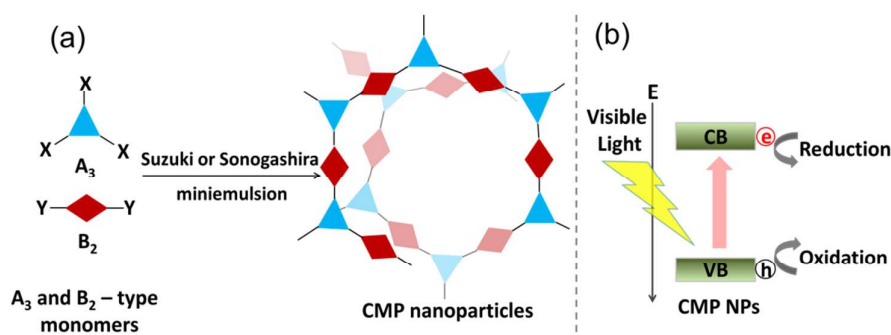 (a)
X
X
X
A3
Y
Y
B2
A3 and B2 – type
monomers
Suzuki or Sonogashira
miniemulsion
CMP nanoparticles
(b)
E
Visible
Light
CB
e
Reduction
VB
h
Oxidation
CMP NPs